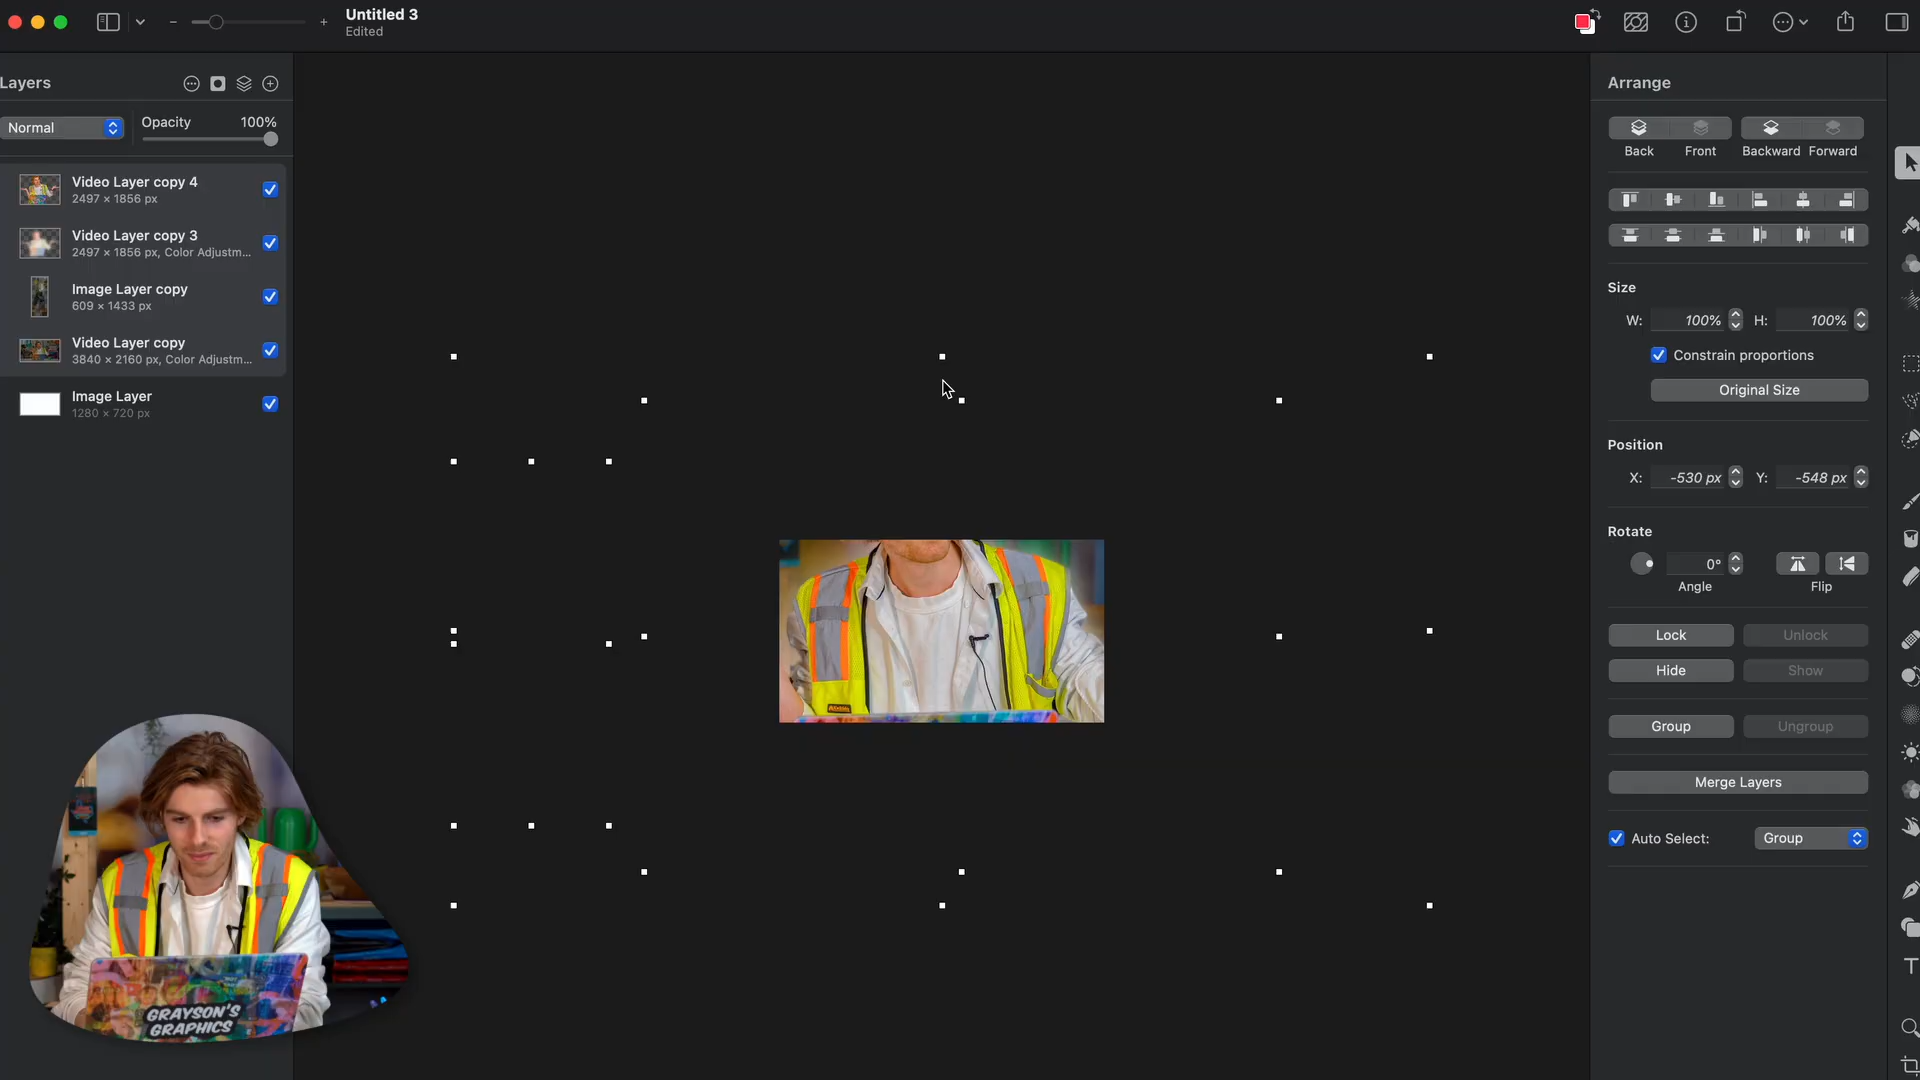 Untitled 3
Edited
Layers
Normal
Opacity 100%
Video Layer copy 4
2497 × 1856 px
Video Layer copy 3
2497 × 1856 px, Color Adjustm...
Image Layer copy
609 × 1433 px
Video Layer copy
3840 × 2160 px, Color Adjustm...
Image Layer
1280 × 720 px
Arrange
Back Front Backward Forward
Size
W: 100% H: 100%
Constrain proportions
Original Size
Position
X: -530 px Y: -548 px
Rotate
0°
Angle Flip
Lock Unlock
Hide Show
Group Ungroup
Merge Layers
Auto Select: Group
GRAYSON'S
GRAPHICS